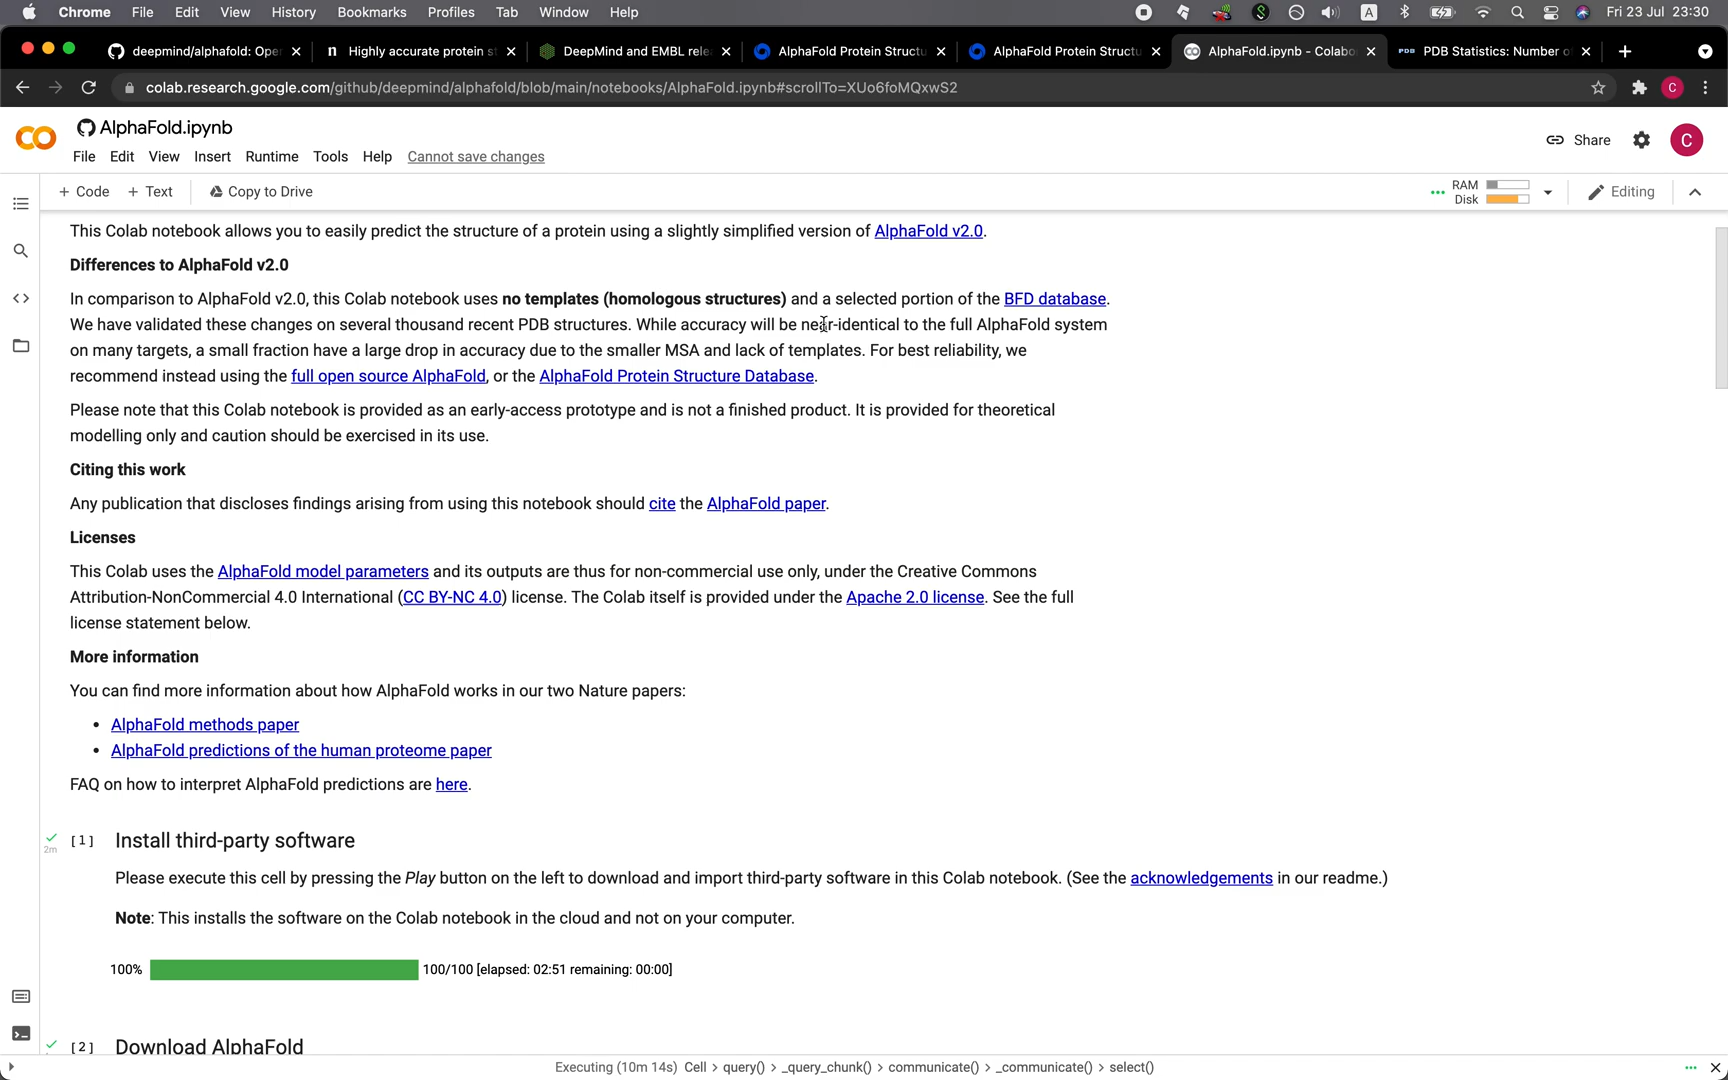 Chrome File Edit View History Bookmarks Profiles Tab Window Help A Fri 23 Jul 23:30
deepmind/alphafold: Ope Highly accurate protein s DeepMind and EMBL rele AlphaFold Protein Structu AlphaFold Protein Structu AlphaFold.ipynb - Colabo PDB PDB Statistics: Number o
colab.research.google.com/github/deepmind/alphafold/blob/main/notebooks/AlphaFold.ipynb#scrollTo=XUo6foMQxwS2 C
AlphaFold.ipynb
File Edit View Insert Runtime Tools Help Cannot save changes Share C
+ Code + Text Copy to Drive RAM Disk Editing
This Colab notebook allows you to easily predict the structure of a protein using a slightly simplified version of AlphaFold v2.0.
Differences to AlphaFold v2.0
In comparison to AlphaFold v2.0, this Colab notebook uses no templates (homologous structures) and a selected portion of the BFD database.
We have validated these changes on several thousand recent PDB structures. While accuracy will be near-identical to the full AlphaFold system
on many targets, a small fraction have a large drop in accuracy due to the smaller MSA and lack of templates. For best reliability, we
recommend instead using the full open source AlphaFold, or the AlphaFold Protein Structure Database.
Please note that this Colab notebook is provided as an early-access prototype and is not a finished product. It is provided for theoretical
modelling only and caution should be exercised in its use.
Citing this work
Any publication that discloses findings arising from using this notebook should cite the AlphaFold paper.
Licenses
This Colab uses the AlphaFold model parameters and its outputs are thus for non-commercial use only, under the Creative Commons
Attribution-NonCommercial 4.0 International (CC BY-NC 4.0) license. The Colab itself is provided under the Apache 2.0 license. See the full
license statement below.
More information
You can find more information about how AlphaFold works in our two Nature papers:
• AlphaFold methods paper
• AlphaFold predictions of the human proteome paper
FAQ on how to interpret AlphaFold predictions are here.
2m [1] Install third-party software
Please execute this cell by pressing the Play button on the left to download and import third-party software in this Colab notebook. (See the acknowledgements in our readme.)
Note: This installs the software on the Colab notebook in the cloud and not on your computer.
100% 100/100 [elapsed: 02:51 remaining: 00:00]
[2] Download AlphaFold
Executing (10m 14s) Cell > query() > _query_chunk() > communicate() > _communicate() > select()